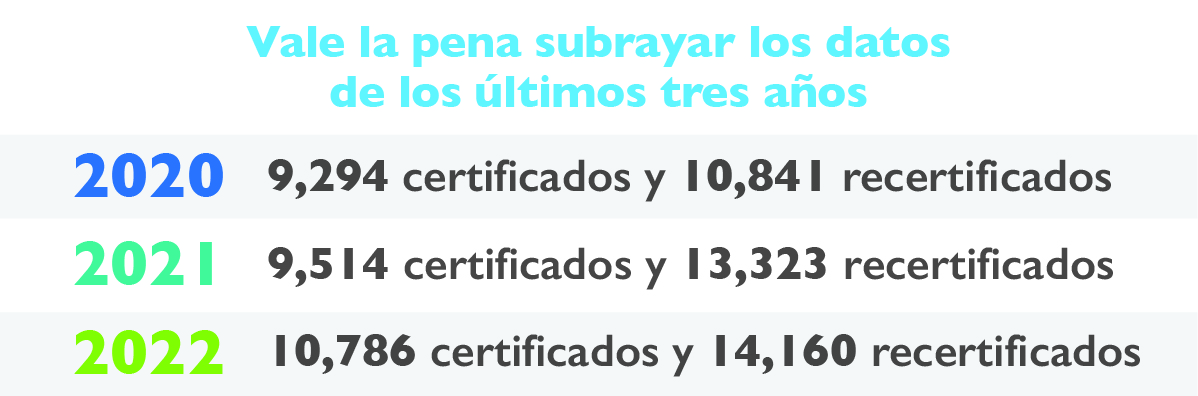 Vale la pena subrayar los datos
de los últimos tres años
2020 9,294 certificados y 10,841 recertificados
2021 9,514 certificados y 13,323 recertificados
2022 10,786 certificados y 14,160 recertificados